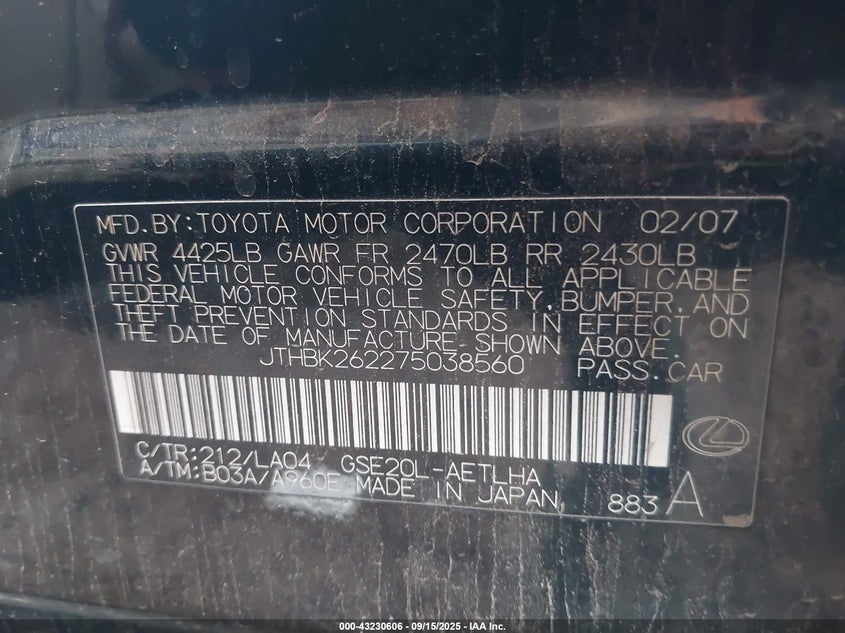 MFD.BY:TOYOTA MOTOR CORPORATION 02/07
GVWR 4425LB GAWR FR 2470LB RR 2430LB
THIS VEHICLE CONFORMS TO ALL APPLICABLE
FEDERAL MOTOR VEHICLE SAFETY,BUMPER,AND
THEFT PREVENTION STANDARDS IN EFFECT ON
THE DATE OF MANUFACTURE SHOWN ABOVE.
JTHBK262275038560 PASS.CAR
C/TR:212/LA04 GSE20L-AETLHA
A/TM:B03A/A960E MADE IN JAPAN
883 A
000-43230606 - 09/15/2025 - IAA Inc.